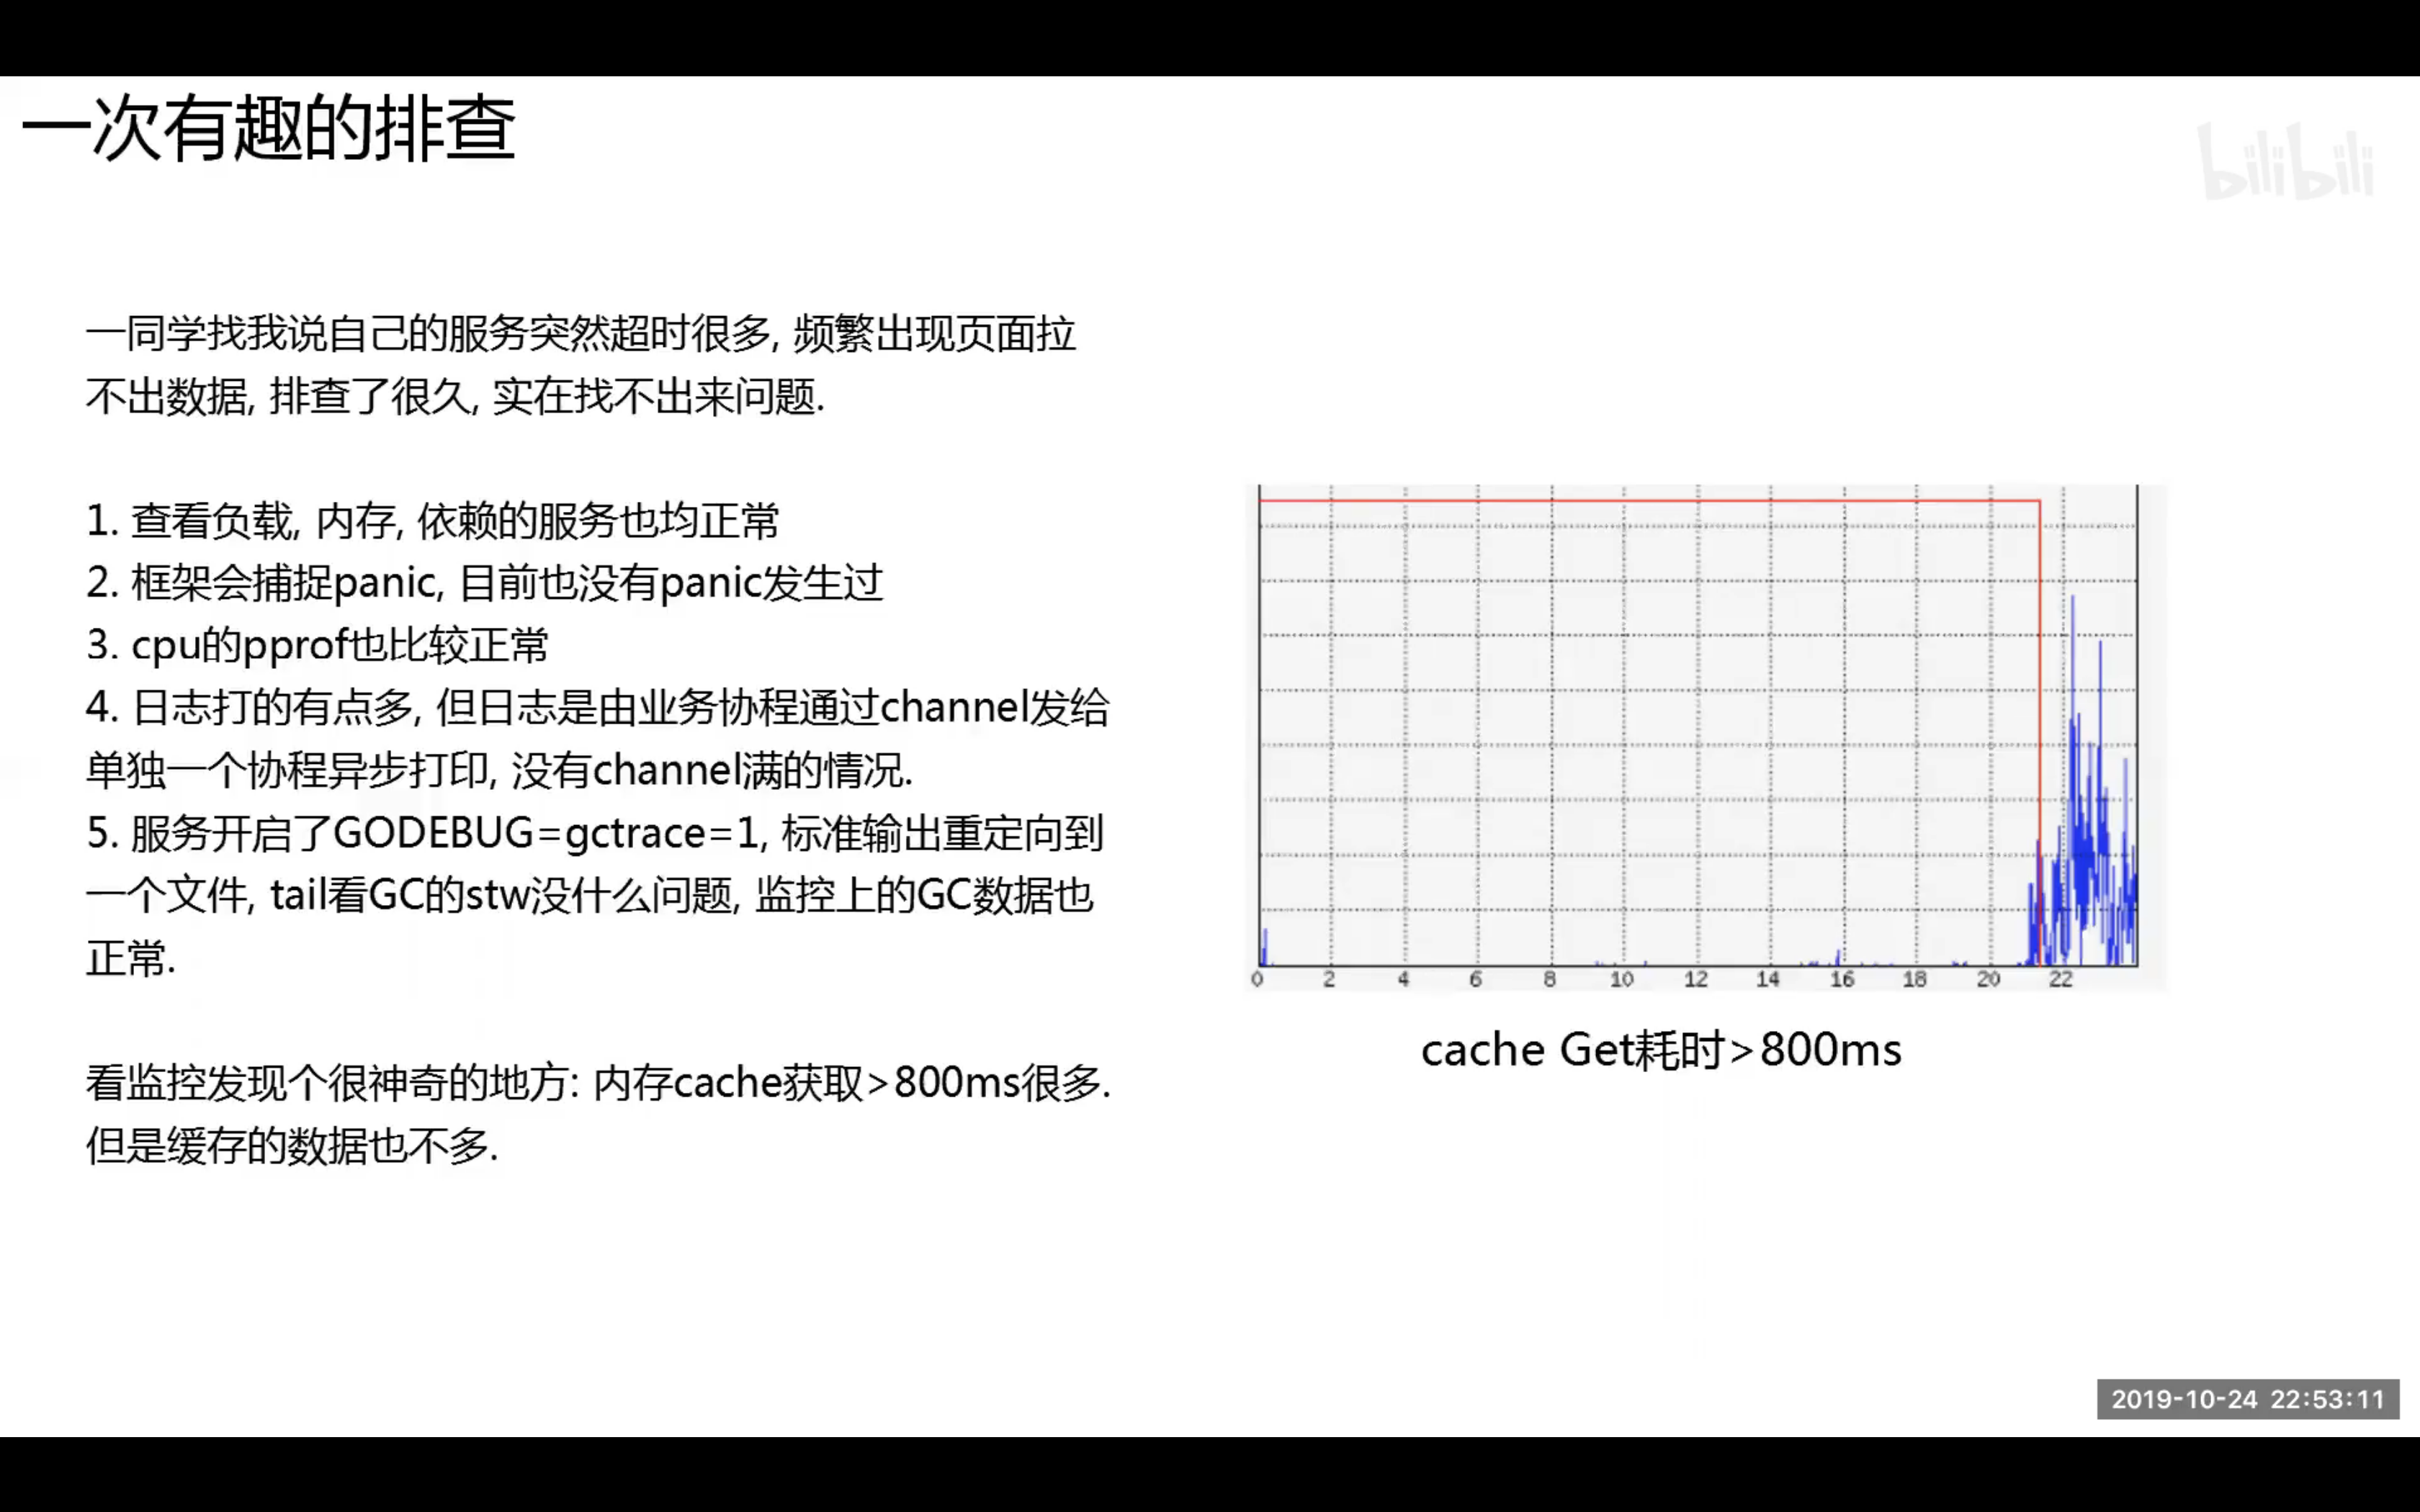 一次有趣的排查
bilibili
一同学找我说自己的服务突然超时很多, 频繁出现页面拉
不出数据, 排查了很久, 实在找不出来问题.
1. 查看负载, 内存, 依赖的服务也均正常
2. 框架会捕捉panic, 目前也没有panic发生过
3. cpu的pprof也比较正常
4. 日志打的有点多, 但日志是由业务协程通过channel发给
单独一个协程异步打印, 没有channel满的情况.
5. 服务开启了GODEBUG=gctrace=1, 标准输出重定向到
一个文件, tail看GC的stw没什么问题, 监控上的GC数据也
正常.
看监控发现个很神奇的地方: 内存cache获取>800ms很多.
但是缓存的数据也不多.
0 2 4 6 8 10 12 14 16 18 20 22
cache Get耗时>800ms
2019-10-24 22:53:11